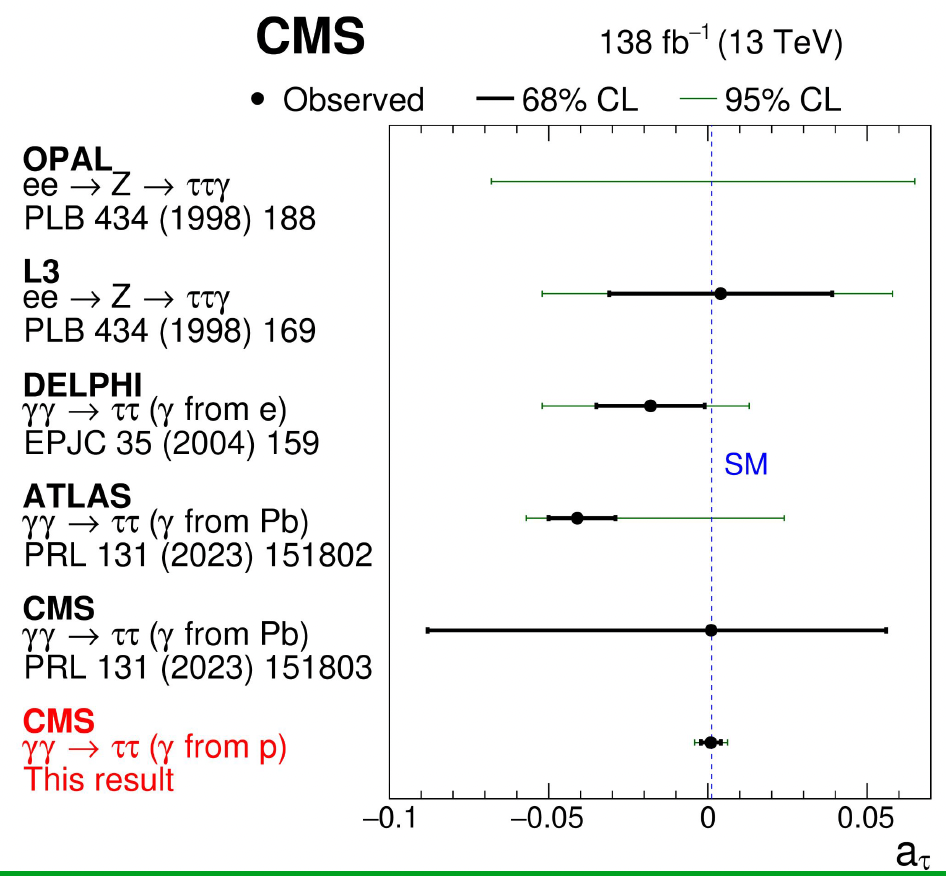 CMS
138 fb⁻¹ (13 TeV)
Observed 68% CL 95% CL
OPAL
ee → Z → ττγ
PLB 434 (1998) 188
L3
ee → Z → ττγ
PLB 434 (1998) 169
DELPHI
γγ → ττ (γ from e)
EPJC 35 (2004) 159
SM
ATLAS
γγ → ττ (γ from Pb)
PRL 131 (2023) 151802
CMS
γγ → ττ (γ from Pb)
PRL 131 (2023) 151803
CMS
γγ → ττ (γ from p)
This result
−0.1 −0.05 0 0.05
a_τ